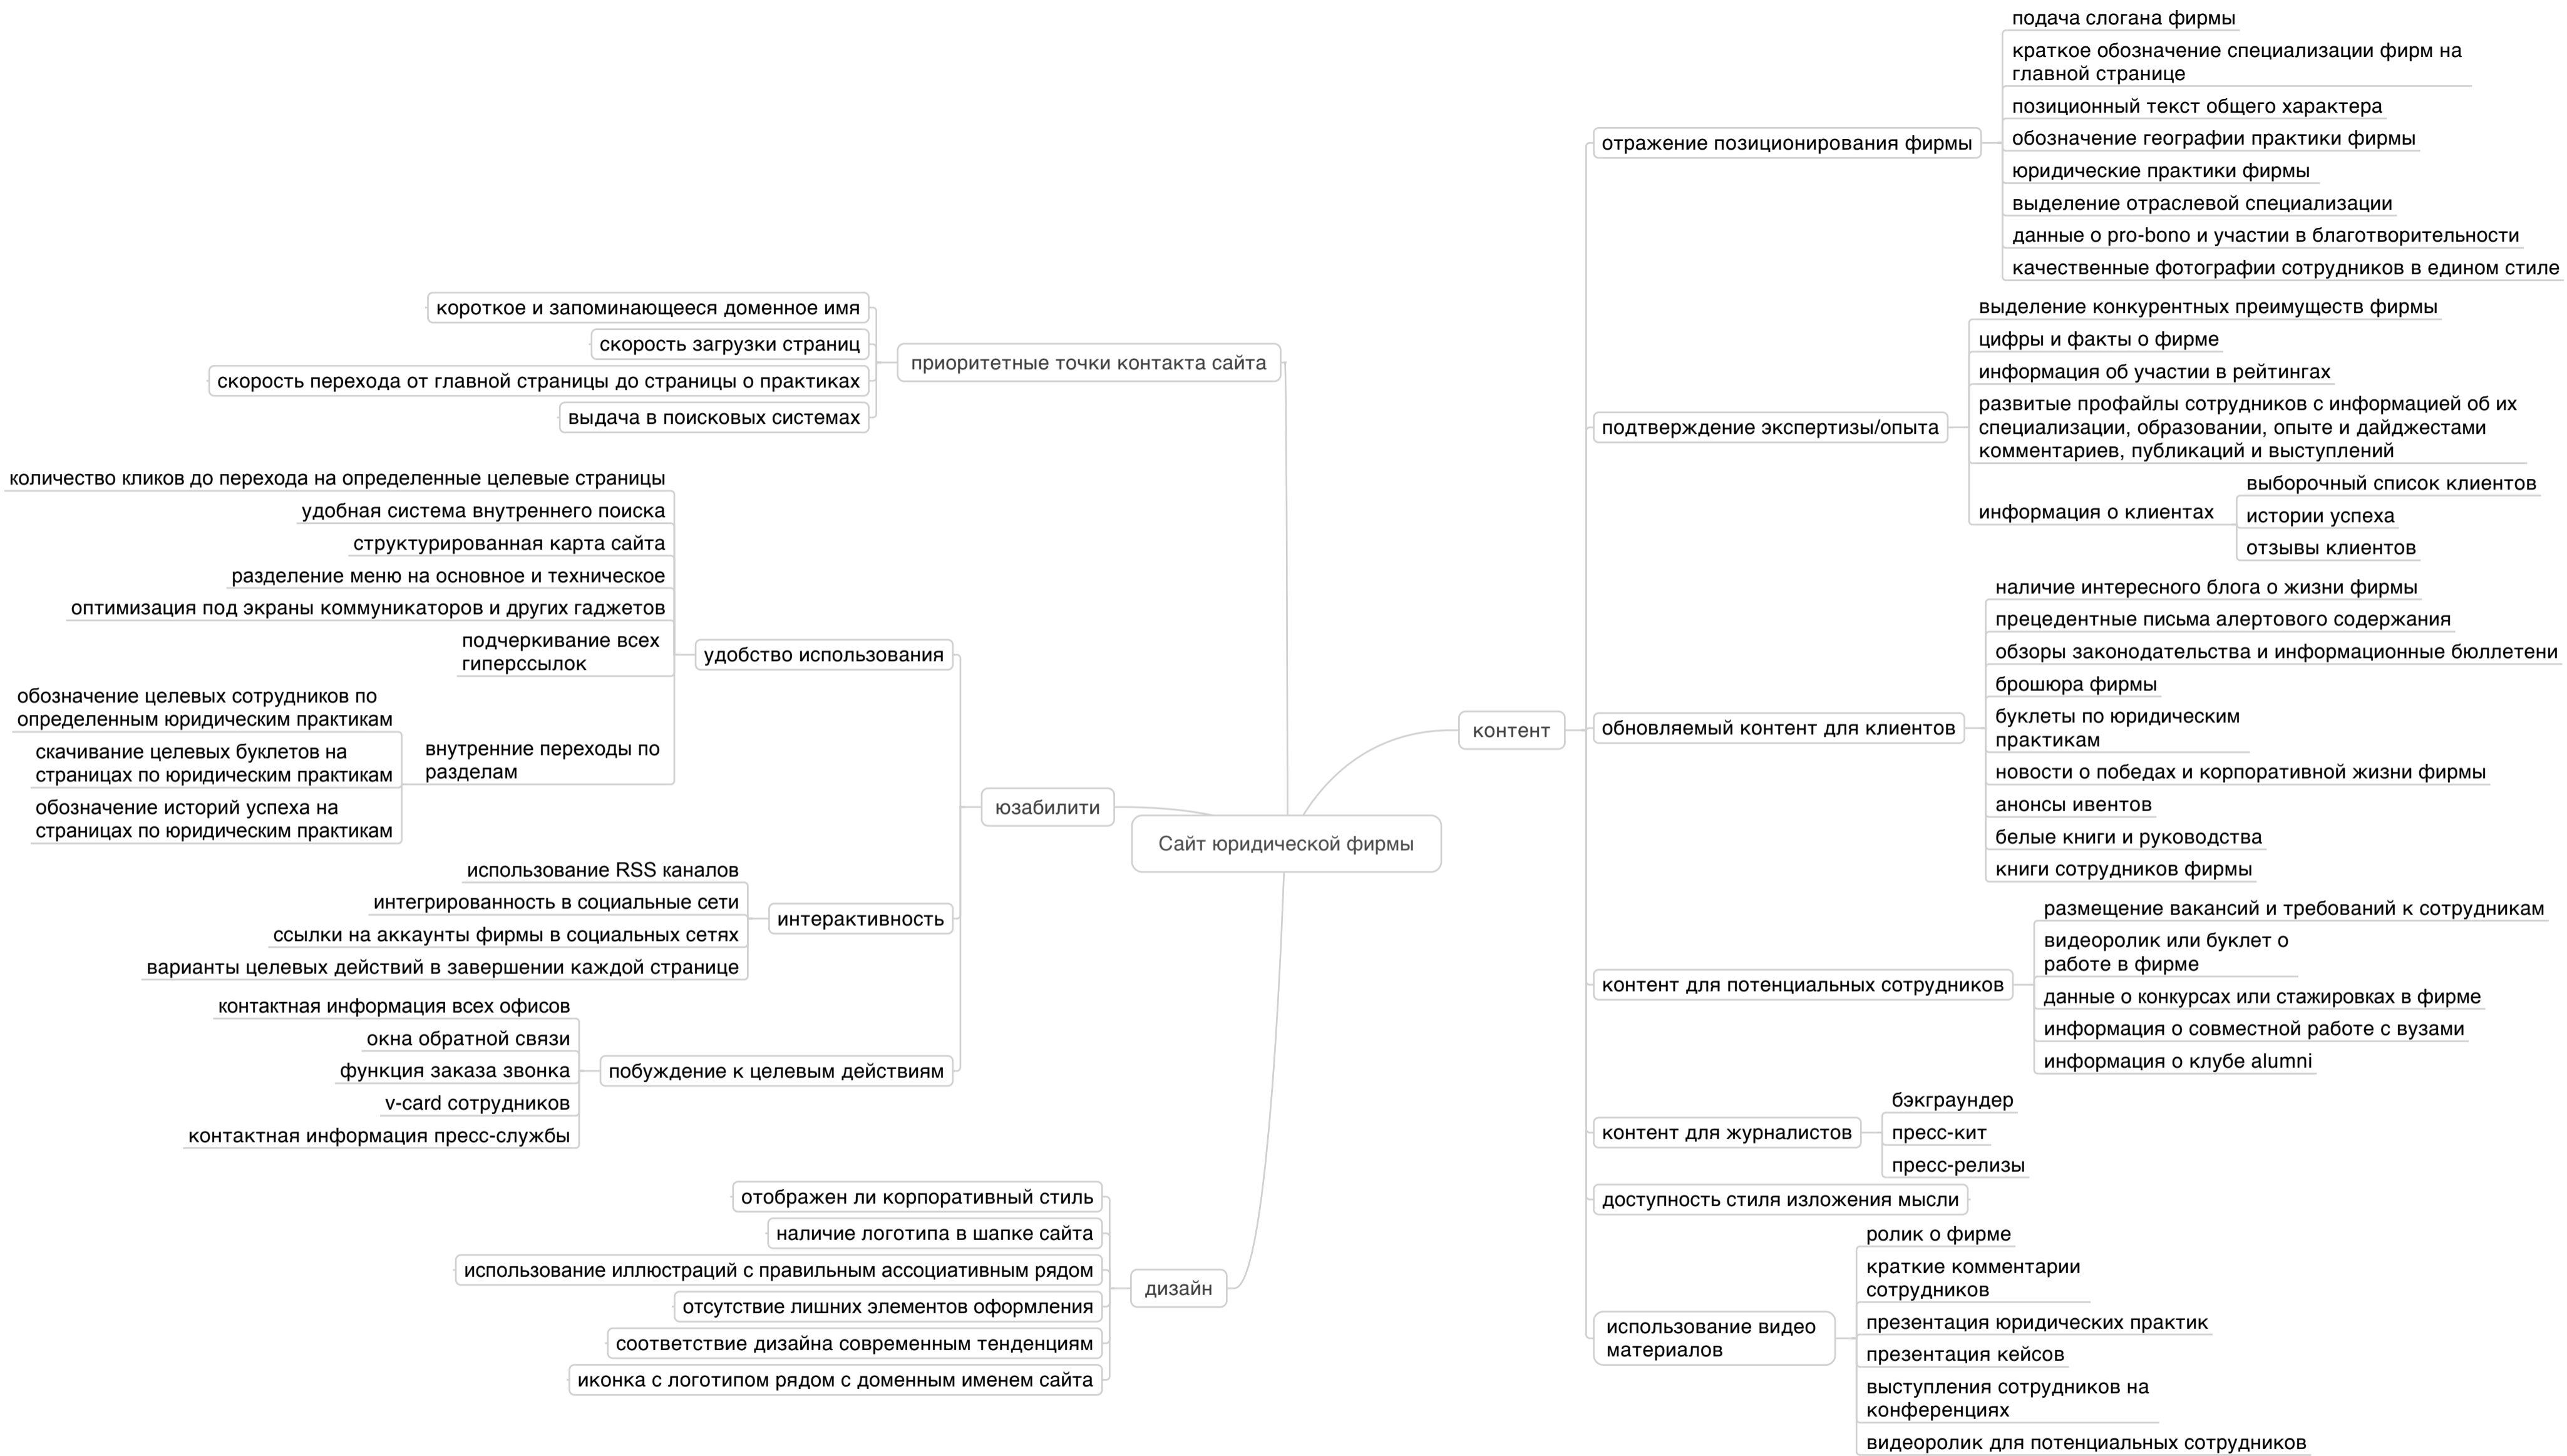 Сайт юридической фирмы
приоритетные точки контакта сайта
короткое и запоминающееся доменное имя
скорость загрузки страниц
скорость перехода от главной страницы до страницы о практиках
выдача в поисковых системах
юзабилити
удобство использования
количество кликов до перехода на определенные целевые страницы
удобная система внутреннего поиска
структурированная карта сайта
разделение меню на основное и техническое
оптимизация под экраны коммуникаторов и других гаджетов
подчеркивание всех
гиперссылок
внутренние переходы по
разделам
обозначение целевых сотрудников по
определенным юридическим практикам
скачивание целевых буклетов на
страницах по юридическим практикам
обозначение историй успеха на
страницах по юридическим практикам
интерактивность
использование RSS каналов
интегрированность в социальные сети
ссылки на аккаунты фирмы в социальных сетях
варианты целевых действий в завершении каждой странице
побуждение к целевым действиям
контактная информация всех офисов
окна обратной связи
функция заказа звонка
v-card сотрудников
контактная информация пресс-службы
дизайн
отображен ли корпоративный стиль
наличие логотипа в шапке сайта
использование иллюстраций с правильным ассоциативным рядом
отсутствие лишних элементов оформления
соответствие дизайна современным тенденциям
иконка с логотипом рядом с доменным именем сайта
контент
отражение позиционирования фирмы
подача слогана фирмы
краткое обозначение специализации фирм на
главной странице
позиционный текст общего характера
обозначение географии практики фирмы
юридические практики фирмы
выделение отраслевой специализации
данные о pro-bono и участии в благотворительности
качественные фотографии сотрудников в едином стиле
подтверждение экспертизы/опыта
выделение конкурентных преимуществ фирмы
цифры и факты о фирме
информация об участии в рейтингах
развитые профайлы сотрудников с информацией об их
специализации, образовании, опыте и дайджестами
комментариев, публикаций и выступлений
информация о клиентах
выборочный список клиентов
истории успеха
отзывы клиентов
обновляемый контент для клиентов
наличие интересного блога о жизни фирмы
прецедентные письма алертового содержания
обзоры законодательства и информационные бюллетени
брошюра фирмы
буклеты по юридическим
практикам
новости о победах и корпоративной жизни фирмы
анонсы ивентов
белые книги и руководства
книги сотрудников фирмы
контент для потенциальных сотрудников
размещение вакансий и требований к сотрудникам
видеоролик или буклет о
работе в фирме
данные о конкурсах или стажировках в фирме
информация о совместной работе с вузами
информация о клубе alumni
контент для журналистов
бэкграундер
пресс-кит
пресс-релизы
доступность стиля изложения мысли
использование видео
материалов
ролик о фирме
краткие комментарии
сотрудников
презентация юридических практик
презентация кейсов
выступления сотрудников на
конференциях
видеоролик для потенциальных сотрудников